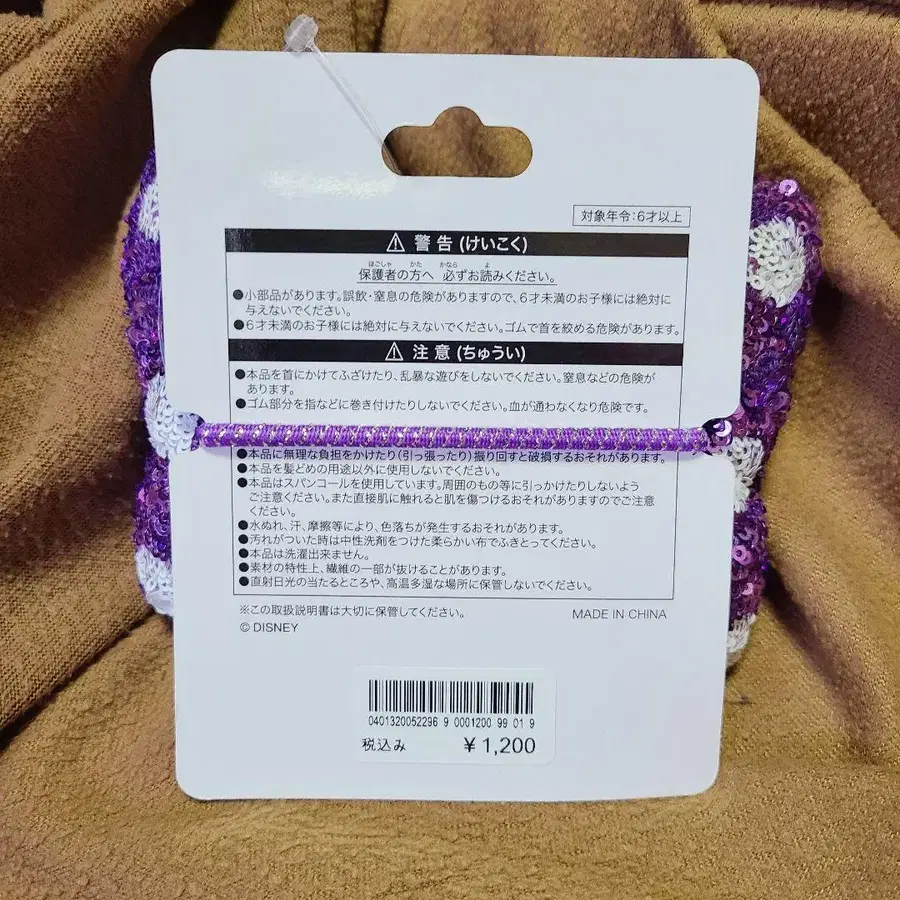 対象年令：6才以上
⚠ 警告 (けいこく)
保護者の方へ 必ずお読みください。
ほごしゃ かた かなら よ
●小部品があります。誤飲・窒息の危険がありますので、6才未満のお子様には絶対に
与えないでください。
●6才未満のお子様には絶対に与えないでください。ゴムで首を絞める危険があります。
⚠ 注意 (ちゅうい)
●本品を首にかけてふざけたり、乱暴な遊びをしないでください。窒息などの危険が
あります。
●ゴム部分を指などに巻き付けたりしないでください。血が通わなくなり危険です。
●本品に無理な負担をかけたり(引っ張ったり)振り回すと破損するおそれがあります。
●本品を髪どめの用途以外に使用しないでください。
●本品はスパンコールを使用しています。周囲のもの等に引っかけたりしないよう
ご注意ください。また直接肌に触れると肌を傷つけるおそれがありますのでご注意
ください。
●水ぬれ、汗、摩擦等により、色落ちが発生するおそれがあります。
●汚れがついた時は中性洗剤をつけた柔らかい布でふきとってください。
●本品は洗濯出来ません。
●素材の特性上、繊維の一部が抜けることがあります。
●直射日光の当たるところや、高温多湿な場所に保管しないでください。
※この取扱説明書は大切に保管してください。
MADE IN CHINA
© DISNEY
0401320052296 9 0001200 99 01 9
税込み ¥1,200